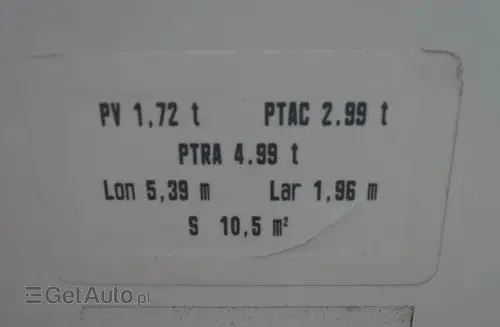 PV 1,72 t PTAC 2.99 t
PTRA 4.99 t
Lon 5,39 m Lar 1,96 m
S 10,5 m²
GetAuto.pl